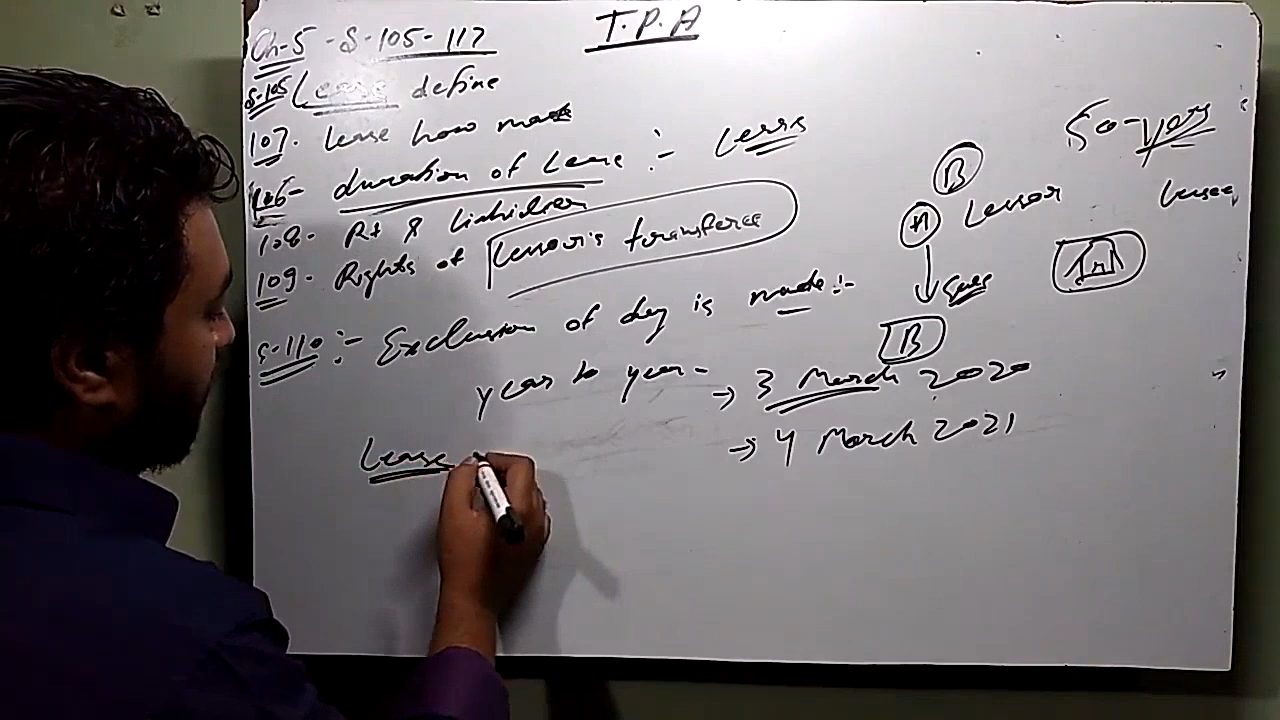 T.P.A
Ch-5 - S-105-117
S-105 Lease define
107. Lease how made
106- duration of Lease :- Lessis
108- Rt & Liabilities
109- Rights of Lessor's transferee
S-110 :- Exclusion of day is made :-
year to year - → 3 March 2020
→ 4 March 2021
Lease
50-years
B
A Lessor
Lessee,
B